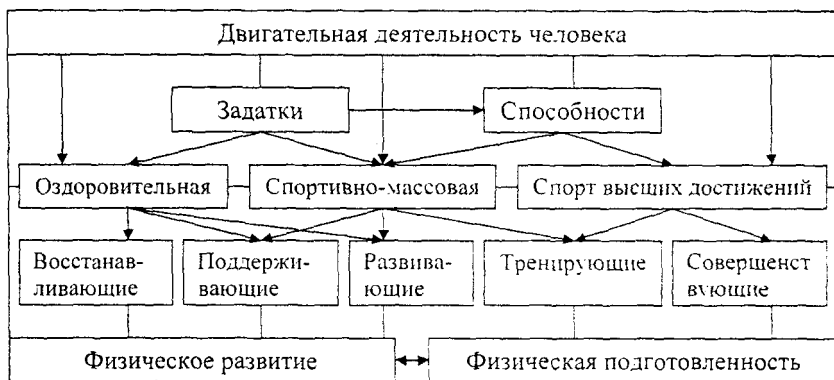 Двигательная деятельность человека
Задатки
Способности
Оздоровительная
Спортивно-массовая
Спорт высших достижений
Восстанав-
ливающие
Поддержи-
вающие
Развива-
ющие
Тренирующие
Совершенст
вующие
Физическое развитие
Физическая подготовленность